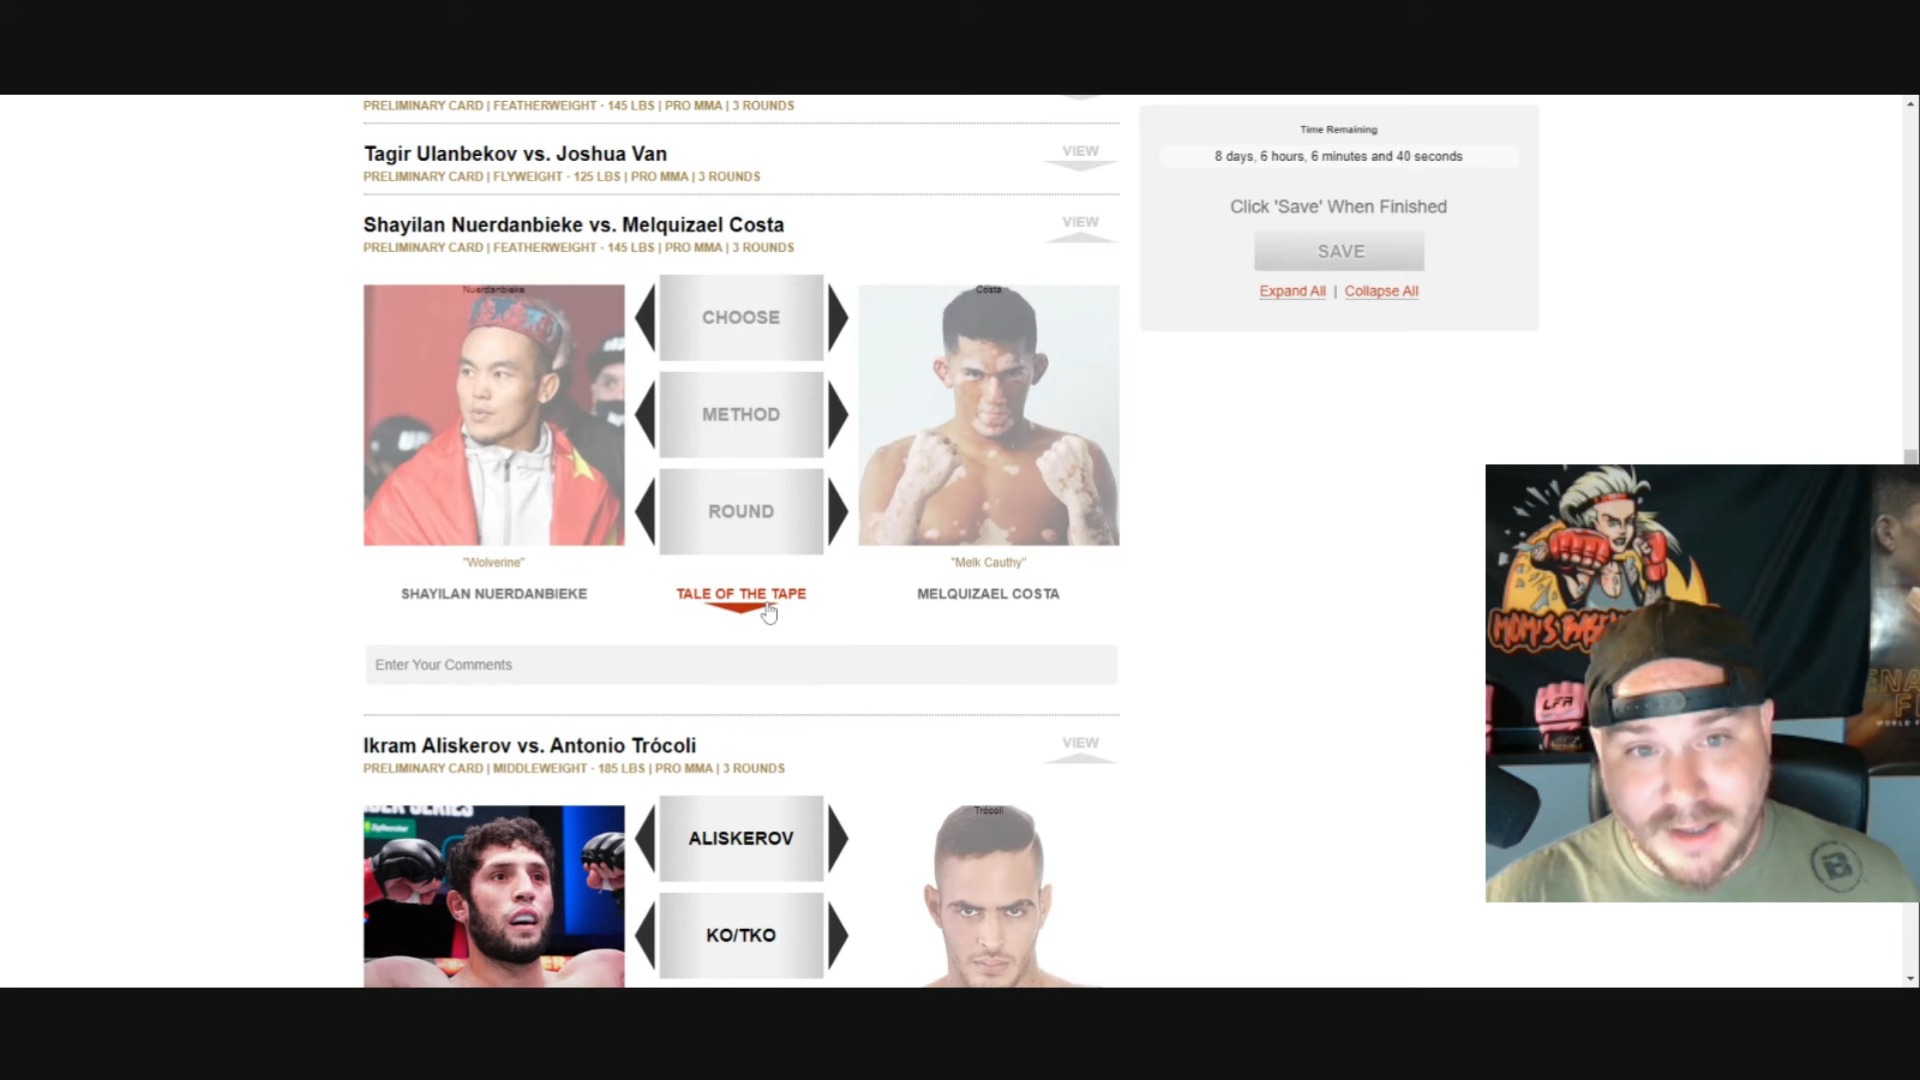 PRELIMINARY CARD | FEATHERWEIGHT · 145 LBS | PRO MMA | 3 ROUNDS
Tagir Ulanbekov vs. Joshua Van
VIEW
PRELIMINARY CARD | FLYWEIGHT · 125 LBS | PRO MMA | 3 ROUNDS
Shayilan Nuerdanbieke vs. Melquizael Costa
VIEW
PRELIMINARY CARD | FEATHERWEIGHT · 145 LBS | PRO MMA | 3 ROUNDS
Nuerdanbieke
Costa
CHOOSE
METHOD
ROUND
"Wolverine"
"Melk Cauthy"
SHAYILAN NUERDANBIEKE
TALE OF THE TAPE
MELQUIZAEL COSTA
Enter Your Comments
Ikram Aliskerov vs. Antonio Trócoli
VIEW
PRELIMINARY CARD | MIDDLEWEIGHT · 185 LBS | PRO MMA | 3 ROUNDS
SERIES
Trócoli
ALISKEROV
KO/TKO
Time Remaining
8 days, 6 hours, 6 minutes and 40 seconds
Click 'Save' When Finished
SAVE
Expand All | Collapse All
MOM'S
LFA